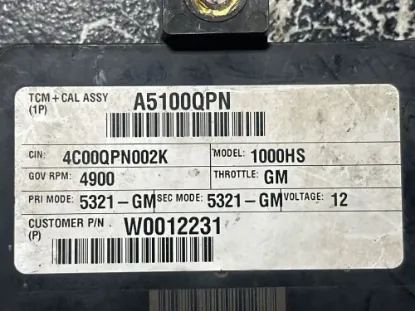 TCM+CAL ASSY A5100QPN
(1P)
CIN: 4C00QPN002K MODEL: 1000HS
GOV RPM: 4900 THROTTLE: GM
PRI MODE: 5321-GM SEC MODE: 5321-GM VOLTAGE: 12
CUSTOMER P/N W0012231
(P)